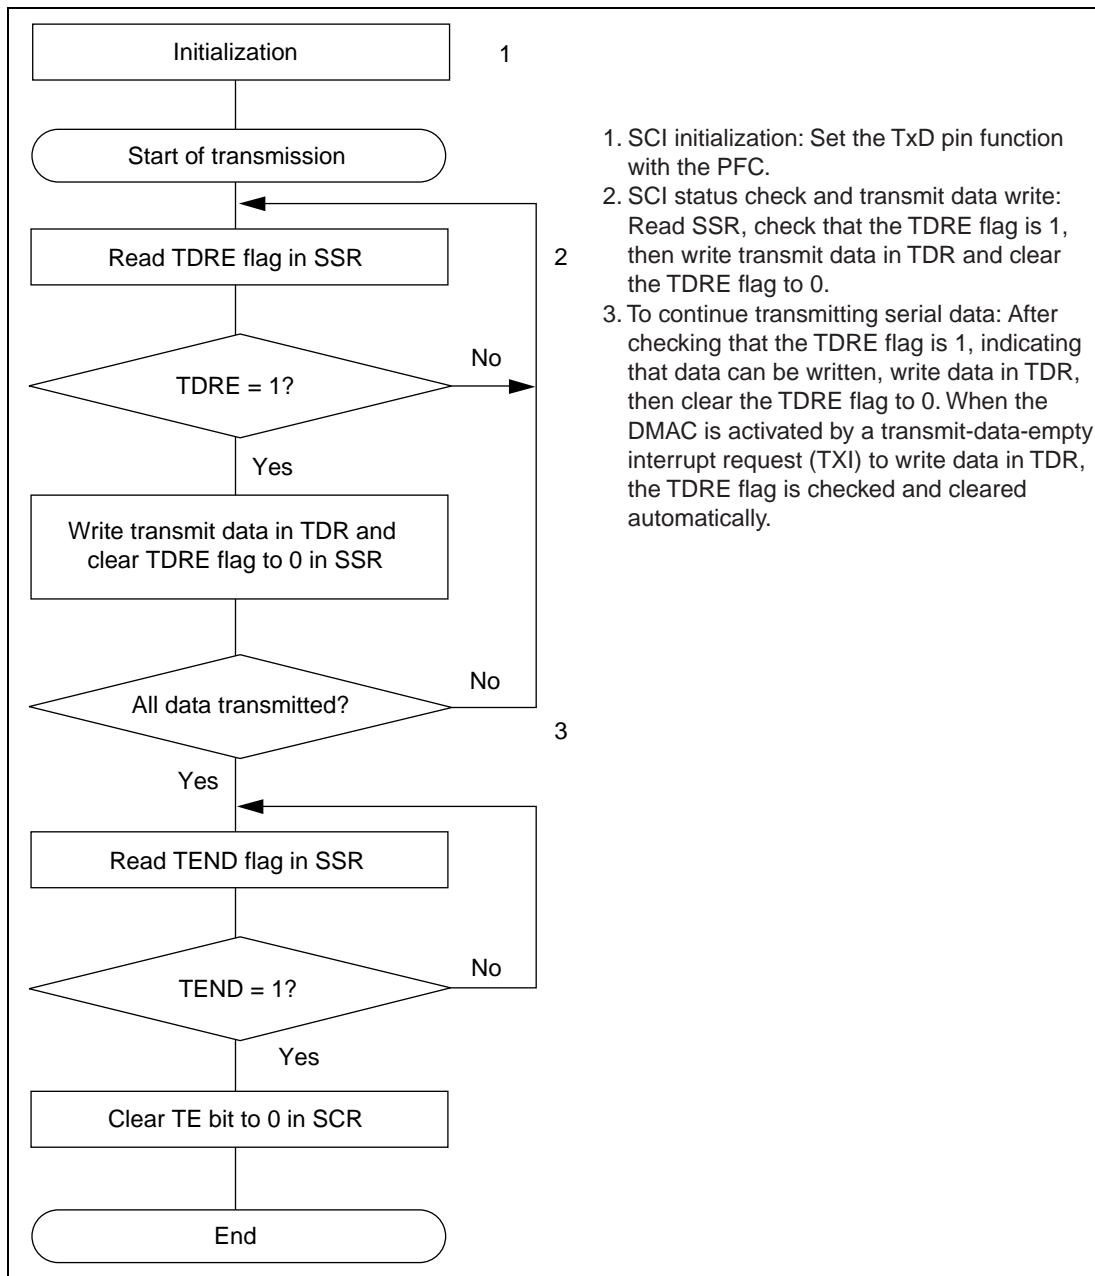 Initialization
1
Start of transmission
Read TDRE flag in SSR
2
TDRE = 1?
No
Yes
Write transmit data in TDR and
clear TDRE flag to 0 in SSR
All data transmitted?
No
3
Yes
Read TEND flag in SSR
TEND = 1?
No
Yes
Clear TE bit to 0 in SCR
End
1. SCI initialization: Set the TxD pin function
with the PFC.
2. SCI status check and transmit data write:
Read SSR, check that the TDRE flag is 1,
then write transmit data in TDR and clear
the TDRE flag to 0.
3. To continue transmitting serial data: After
checking that the TDRE flag is 1, indicating
that data can be written, write data in TDR,
then clear the TDRE flag to 0. When the
DMAC is activated by a transmit-data-empty
interrupt request (TXI) to write data in TDR,
the TDRE flag is checked and cleared
automatically.